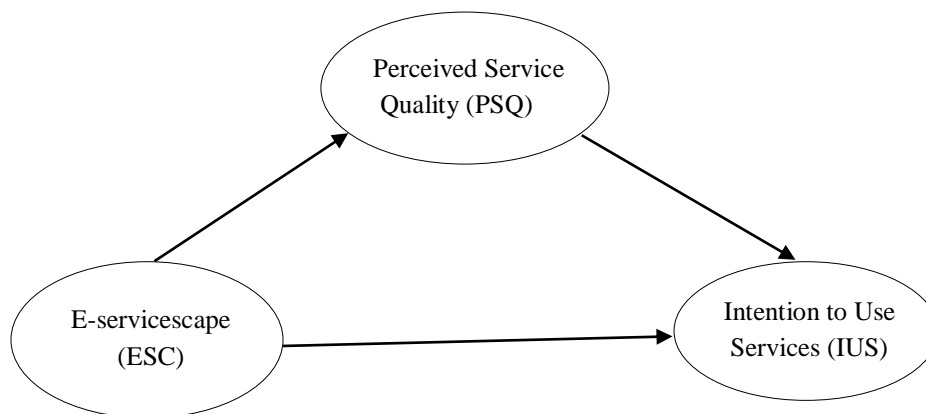 Perceived Service
Quality (PSQ)
E-servicescape
(ESC)
Intention to Use
Services (IUS)